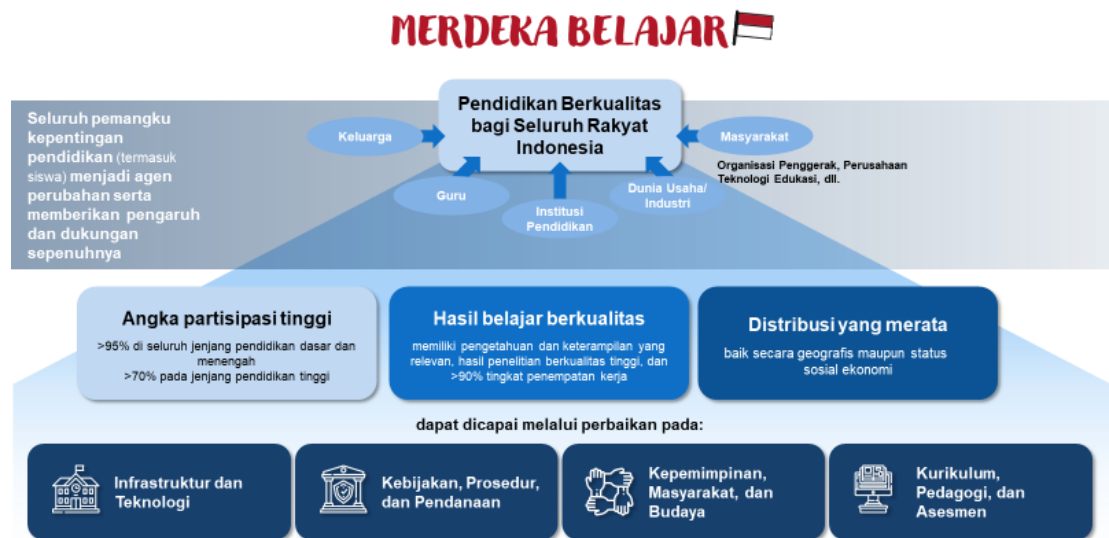 MERDEKA BELAJAR
Pendidikan Berkualitas
bagi Seluruh Rakyat
Indonesia
Seluruh pemangku
kepentingan
pendidikan (termasuk
siswa) menjadi agen
perubahan serta
memberikan pengaruh
dan dukungan
sepenuhnya
Keluarga
Guru
Institusi
Pendidikan
Dunia Usaha/
Industri
Masyarakat
Organisasi Penggerak, Perusahaan
Teknologi Edukasi, dll.
Angka partisipasi tinggi
>95% di seluruh jenjang pendidikan dasar dan
menengah
>70% pada jenjang pendidikan tinggi
Hasil belajar berkualitas
memiliki pengetahuan dan keterampilan yang
relevan, hasil penelitian berkualitas tinggi, dan
>90% tingkat penempatan kerja
Distribusi yang merata
baik secara geografis maupun status
sosial ekonomi
dapat dicapai melalui perbaikan pada:
Infrastruktur dan
Teknologi
Kebijakan, Prosedur,
dan Pendanaan
Kepemimpinan,
Masyarakat, dan
Budaya
Kurikulum,
Pedagogi, dan
Asesmen